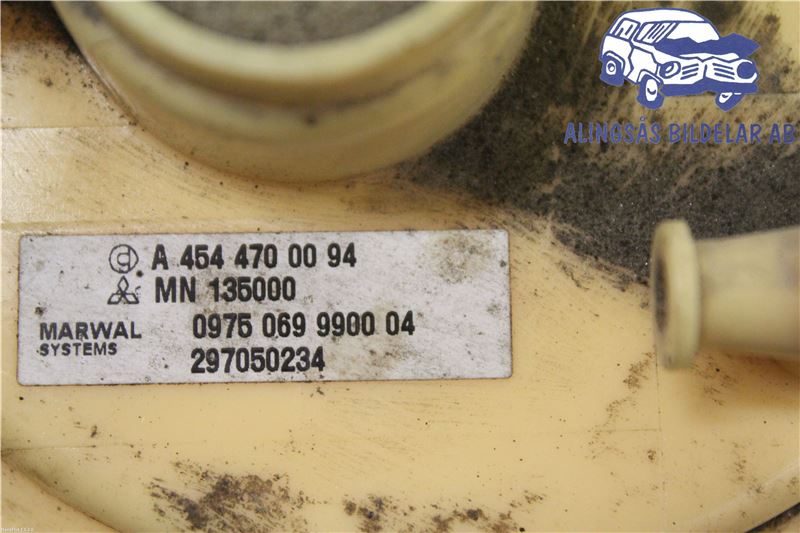 ALINGSÅS BILDELAR AB
A 454 470 00 94
MN 135000
MARWAL SYSTEMS
0975 069 9900 04
297050234